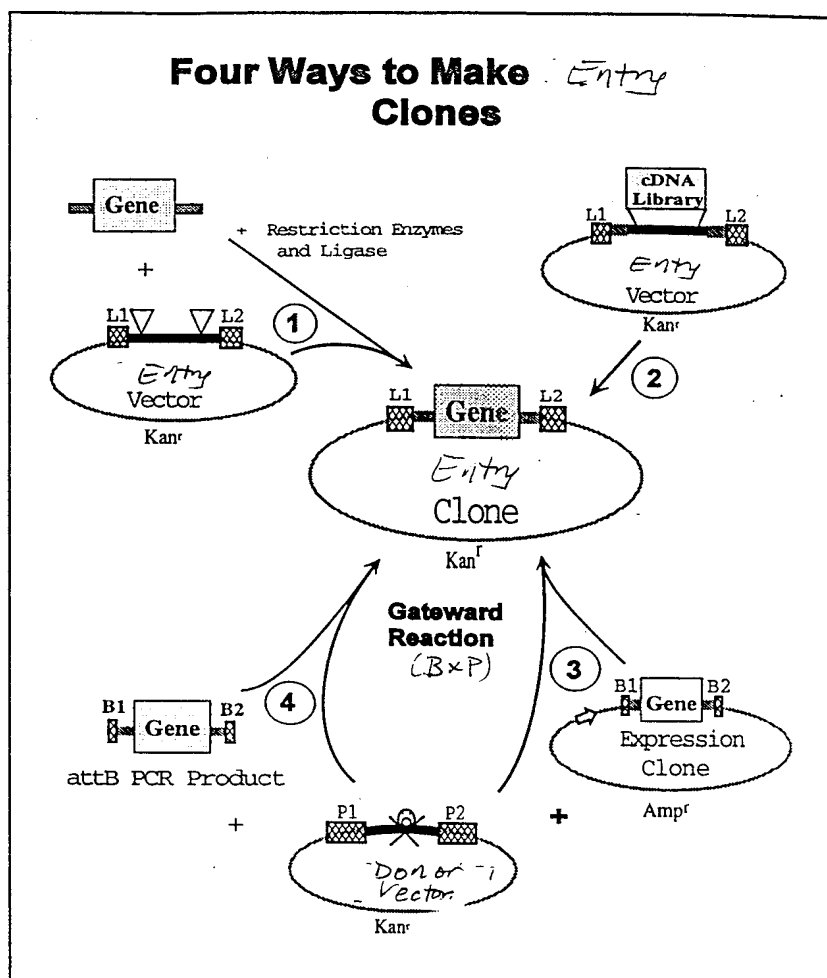 Four Ways to Make Entry
Clones
Gene
+ Restriction Enzymes
and Ligase
+
L1 L2
Entry
Vector
Kanr
1
cDNA
Library
L1 L2
Entry
Vector
Kanr
2
L1 Gene L2
Entry
Clone
Kanr
Gateward
Reaction
(B×P)
3
4
B1 Gene B2
attB PCR Product
+
B1 Gene B2
Expression
Clone
Ampr
+
P1 P2
Donor
Vector
Kanr